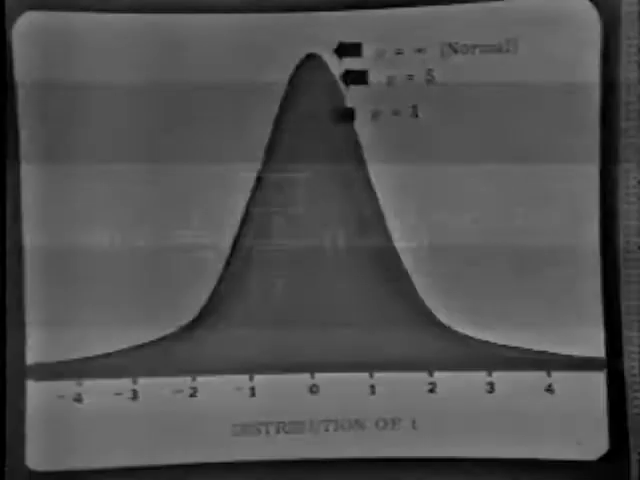 ν = ∞ (Normal)
ν = 5
ν = 1
-4 -3 -2 -1 0 1 2 3 4
DISTRIBUTION OF t